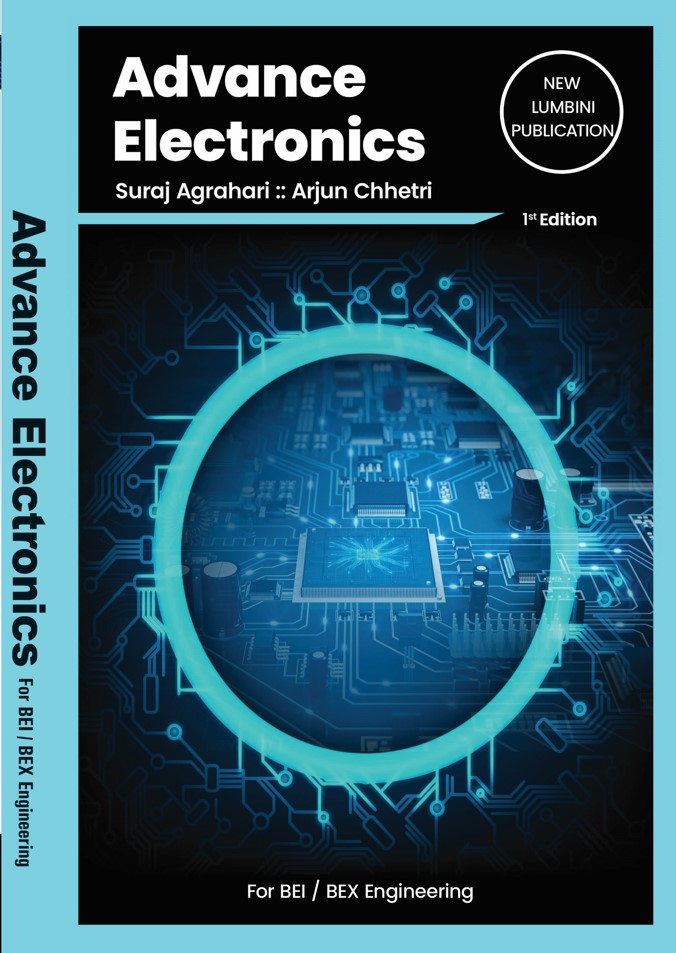 Advance
Electronics
Suraj Agrahari :: Arjun Chhetri
NEW
LUMBINI
PUBLICATION
1st Edition
For BEI / BEX Engineering
Advance Electronics For BEI / BEX Engineering